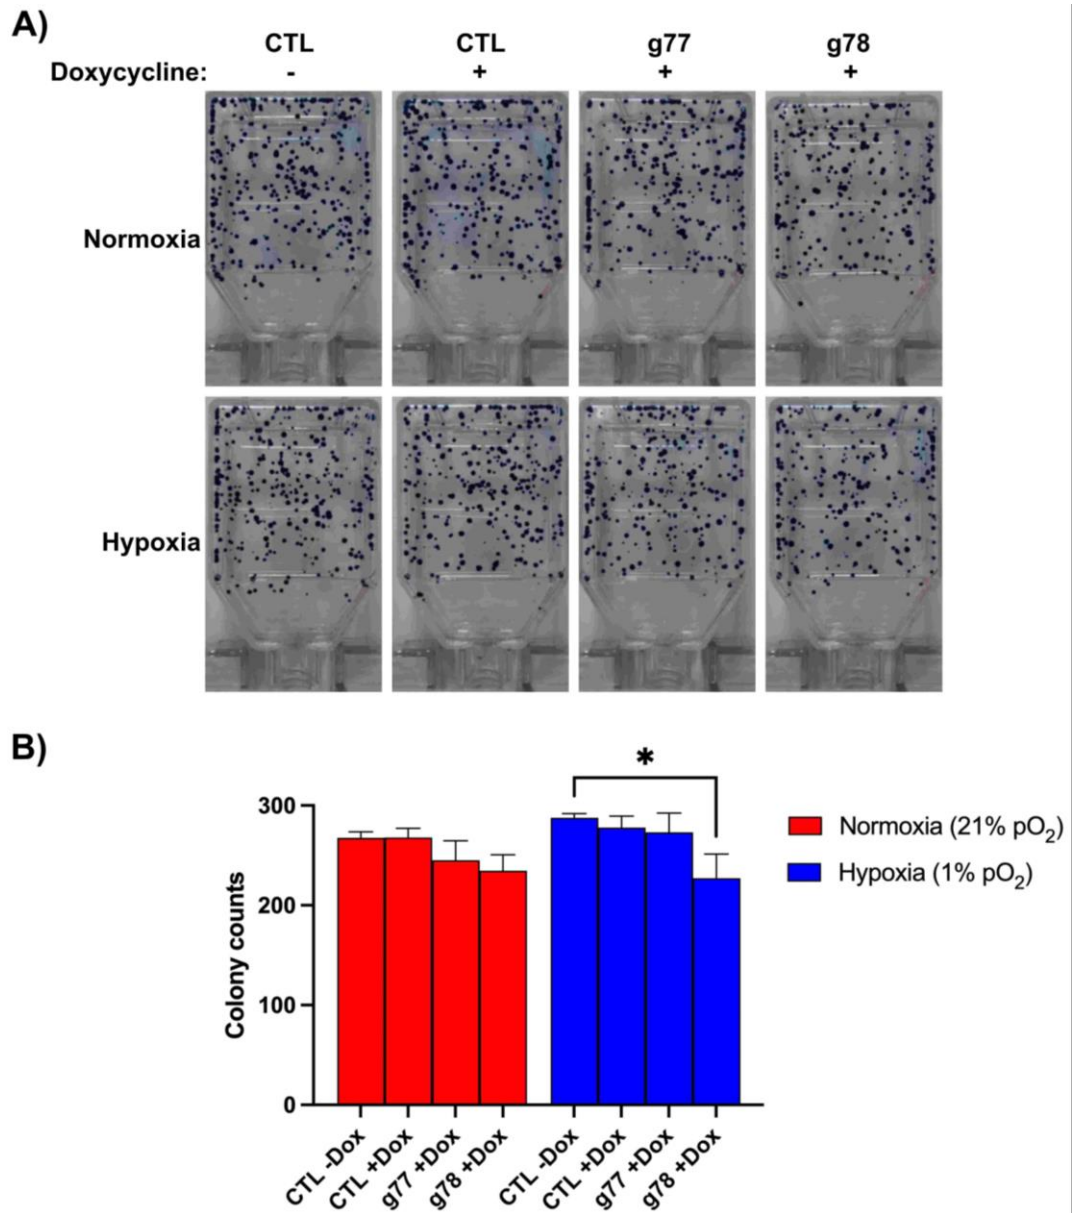 A)
CTL CTL g77 g78
Doxycycline: - + + +
Normoxia
Hypoxia
B)
*
300
200
100
0
Colony counts
CTL -Dox
CTL +Dox
g77 +Dox
g78 +Dox
CTL -Dox
CTL +Dox
g77 +Dox
g78 +Dox
Normoxia (21% pO2)
Hypoxia (1% pO2)